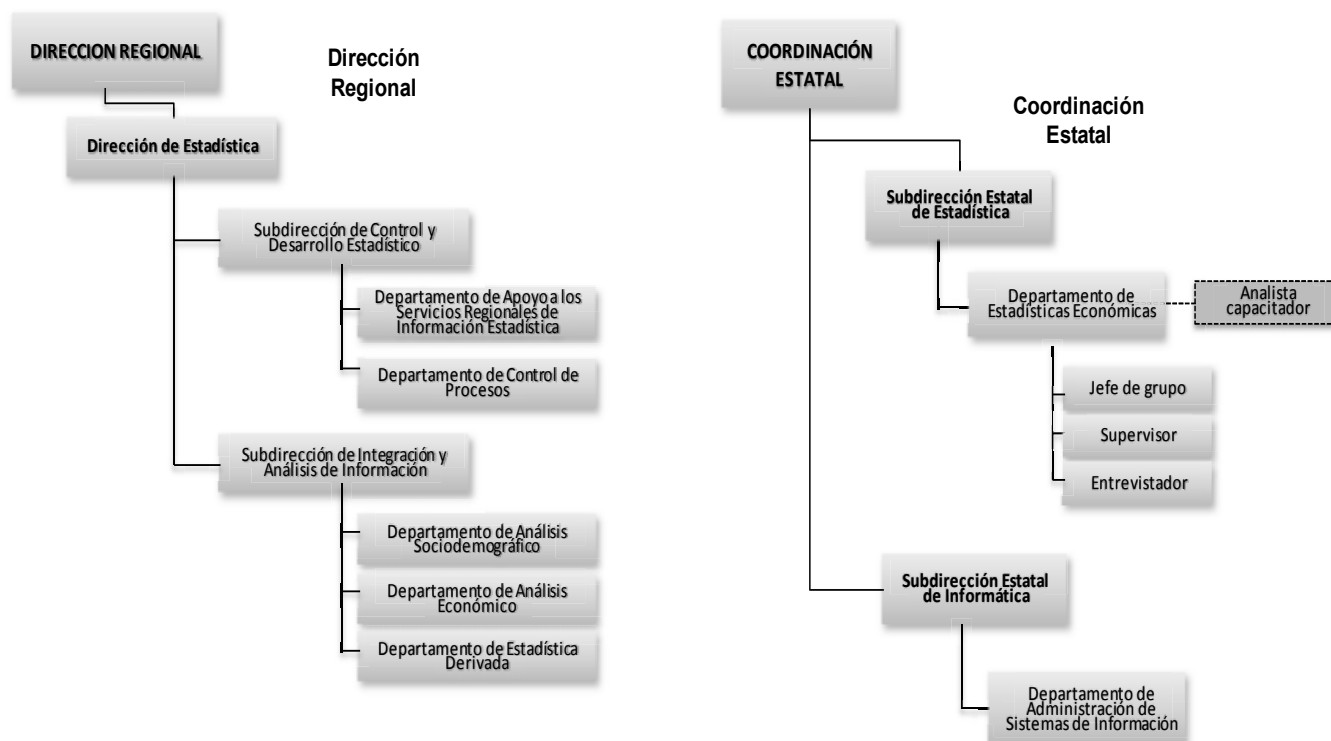 DIRECCION REGIONAL
Dirección
Regional
Dirección de Estadística
Subdirección de Control y
Desarrollo Estadístico
Departamento de Apoyo a los
Servicios Regionales de
Información Estadística
Departamento de Control de
Procesos
Subdirección de Integración y
Análisis de Información
Departamento de Análisis
Sociodemográfico
Departamento de Análisis
Económico
Departamento de Estadística
Derivada
COORDINACIÓN
ESTATAL
Coordinación
Estatal
Subdirección Estatal
de Estadística
Departamento de
Estadísticas Económicas
Analista
capacitador
Jefe de grupo
Supervisor
Entrevistador
Subdirección Estatal
de Informática
Departamento de
Administración de
Sistemas de Información